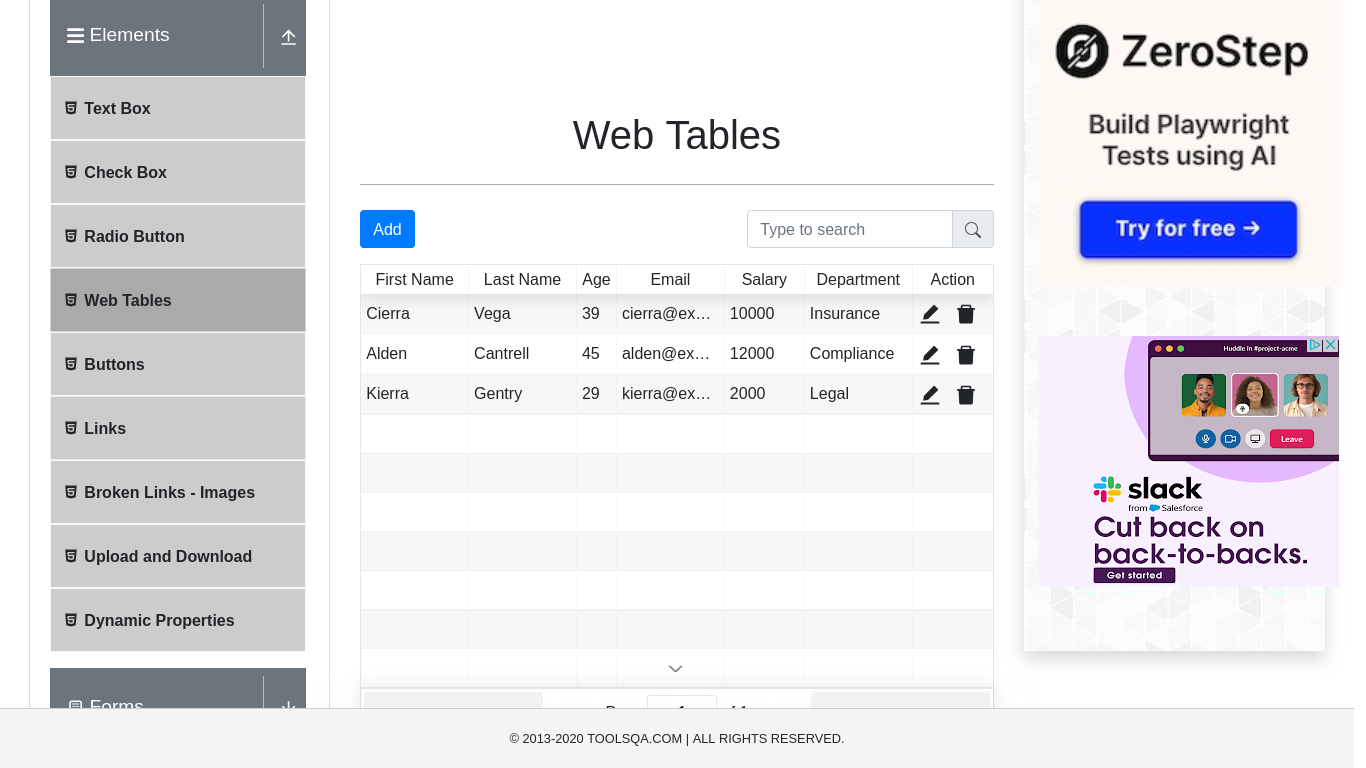 Elements
Text Box
Check Box
Radio Button
Web Tables
Buttons
Links
Broken Links - Images
Upload and Download
Dynamic Properties
Forms
Web Tables
Add
Type to search
First Name Last Name Age Email Salary Department Action
Cierra Vega 39 cierra@ex… 10000 Insurance
Alden Cantrell 45 alden@ex… 12000 Compliance
Kierra Gentry 29 kierra@ex… 2000 Legal
of 1
ZeroStep
Build Playwright
Tests using AI
Try for free →
Huddle in #project-acme
Leave
slack
from Salesforce
Cut back on
back-to-backs.
Get started
© 2013-2020 TOOLSQA.COM | ALL RIGHTS RESERVED.